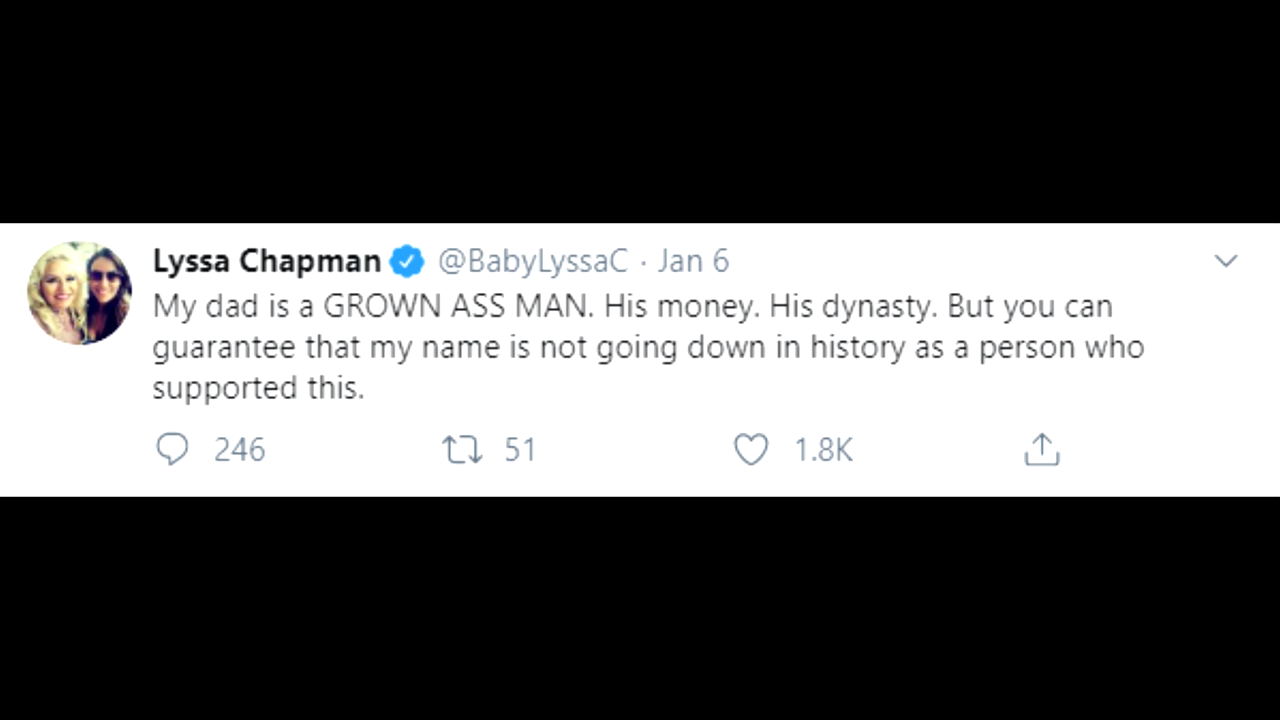 Lyssa Chapman @BabyLyssaC · Jan 6
My dad is a GROWN ASS MAN. His money. His dynasty. But you can
guarantee that my name is not going down in history as a person who
supported this.
246 51 1.8K